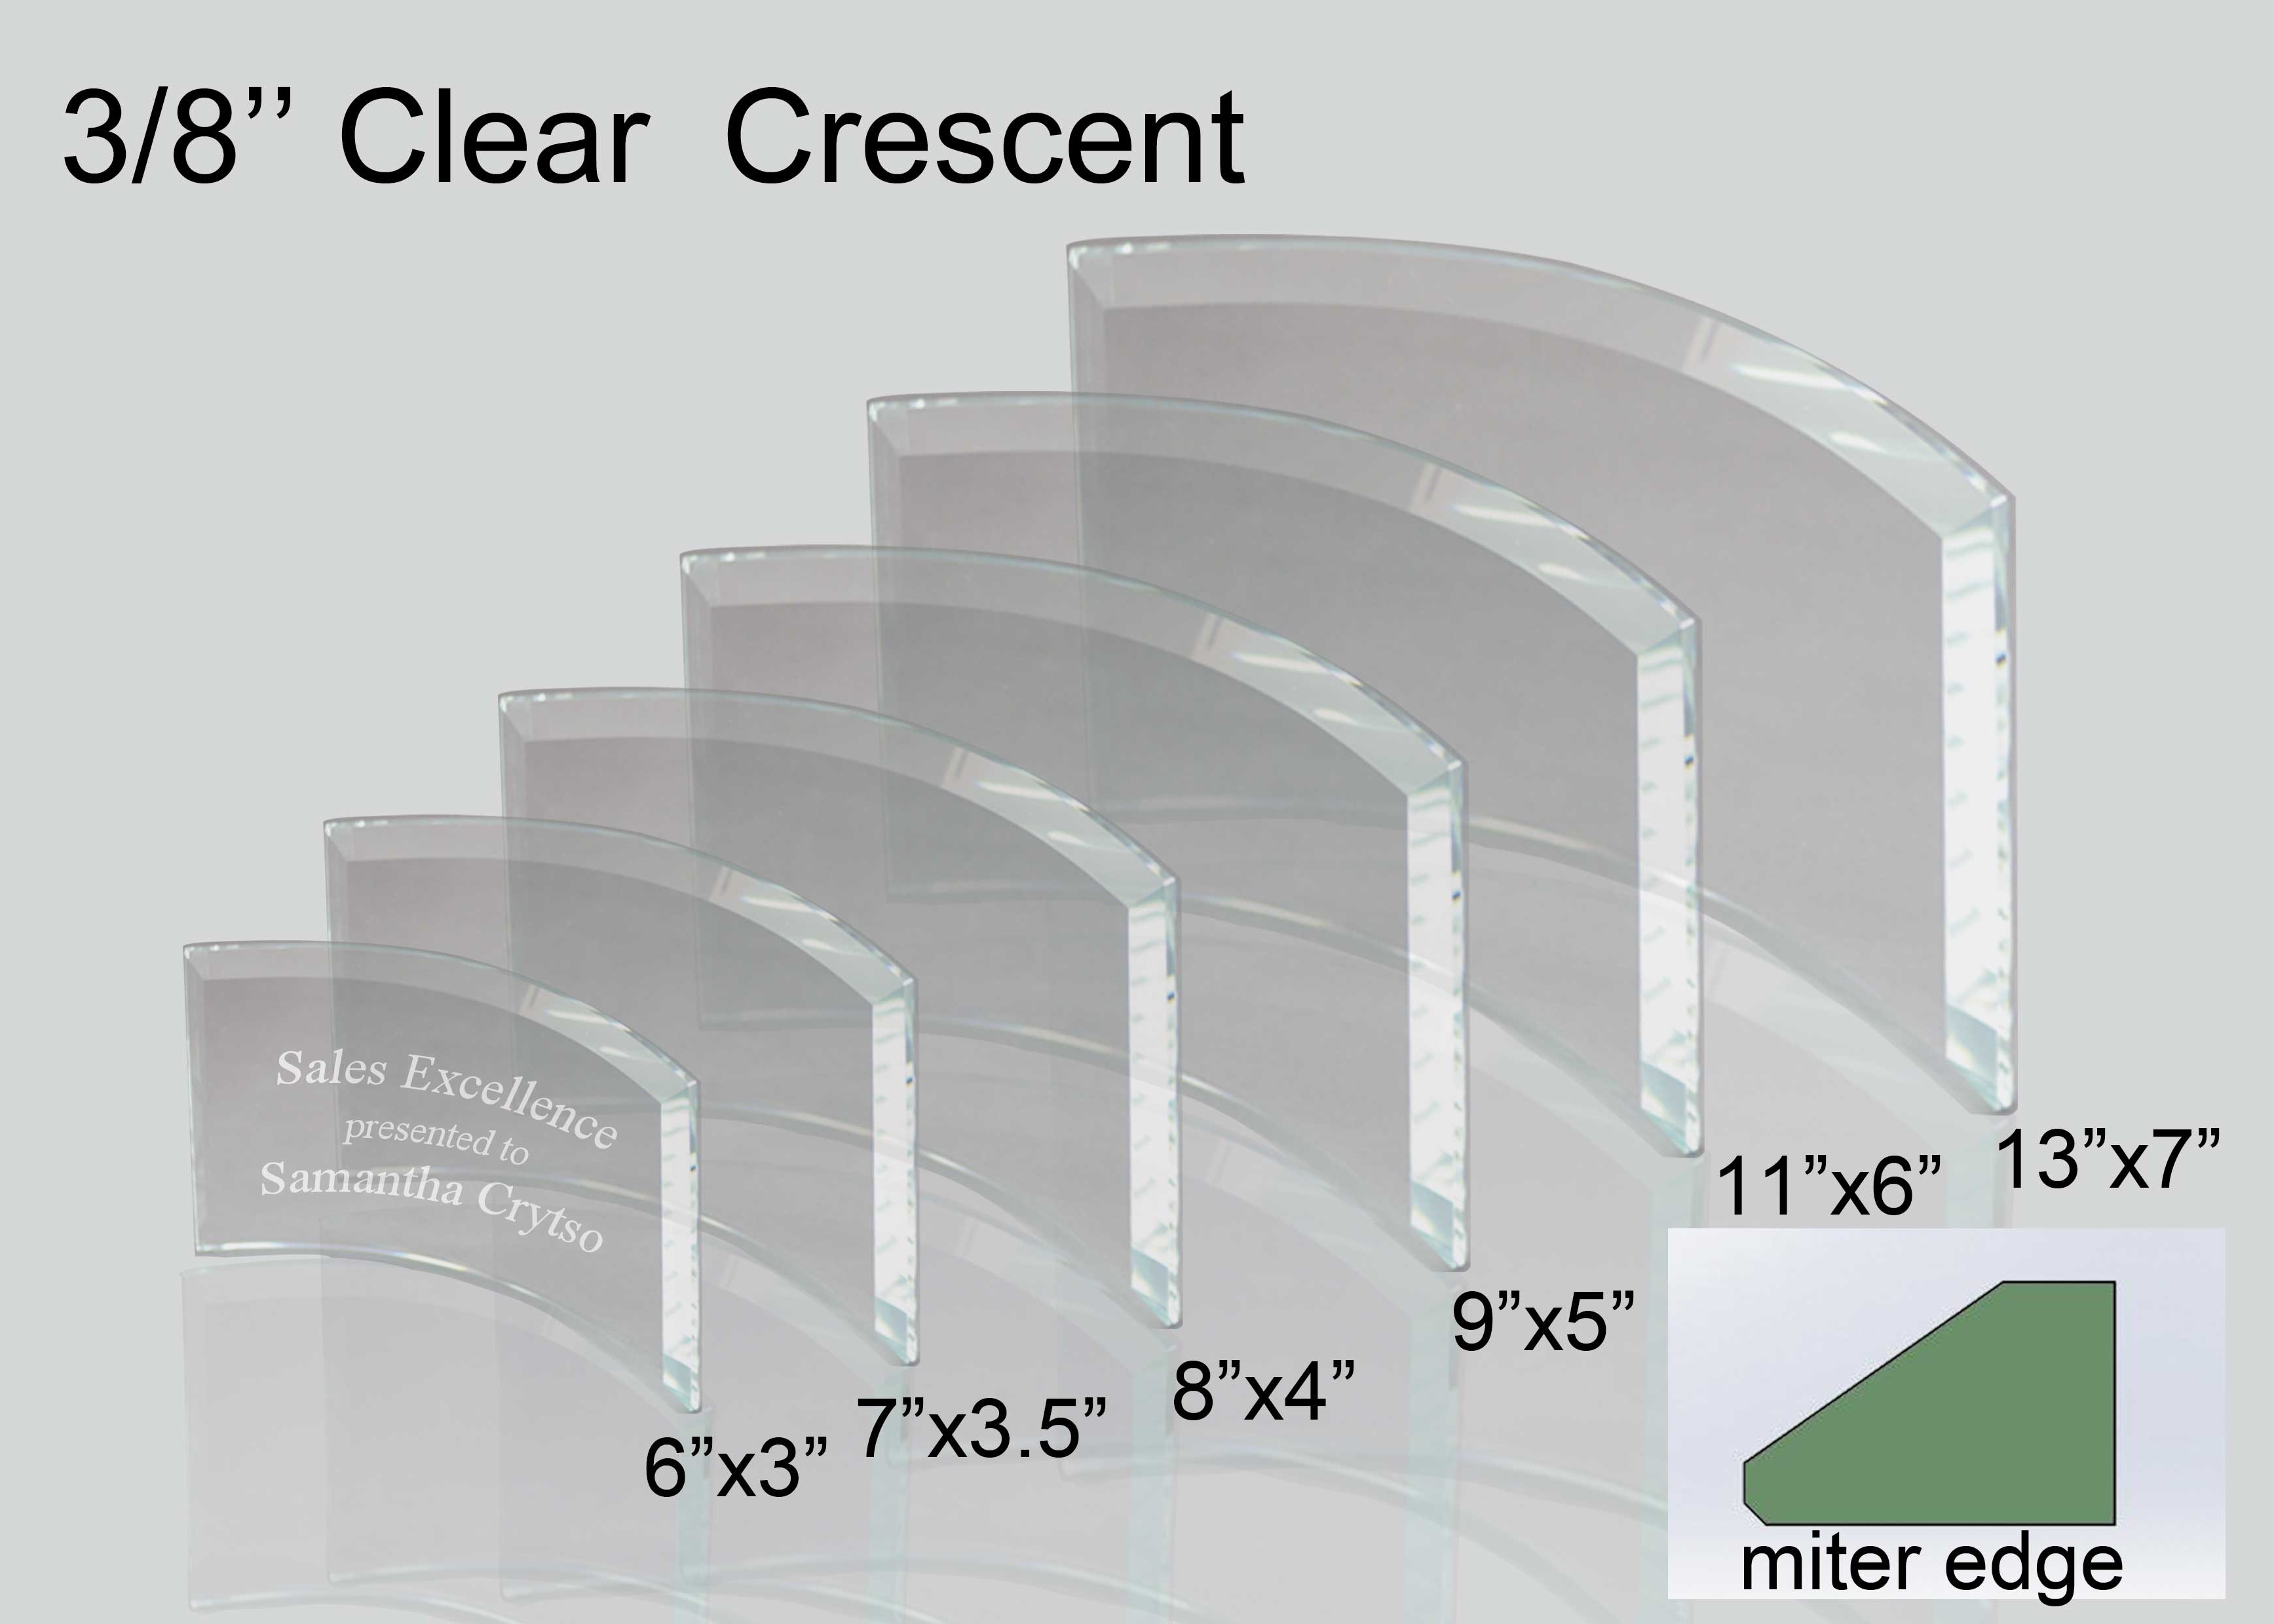 3/8’’ Clear Crescent
Sales Excellence
presented to
Samantha Crytso
6”x3”
7”x3.5”
8”x4”
9”x5”
11”x6”
13”x7”
miter edge